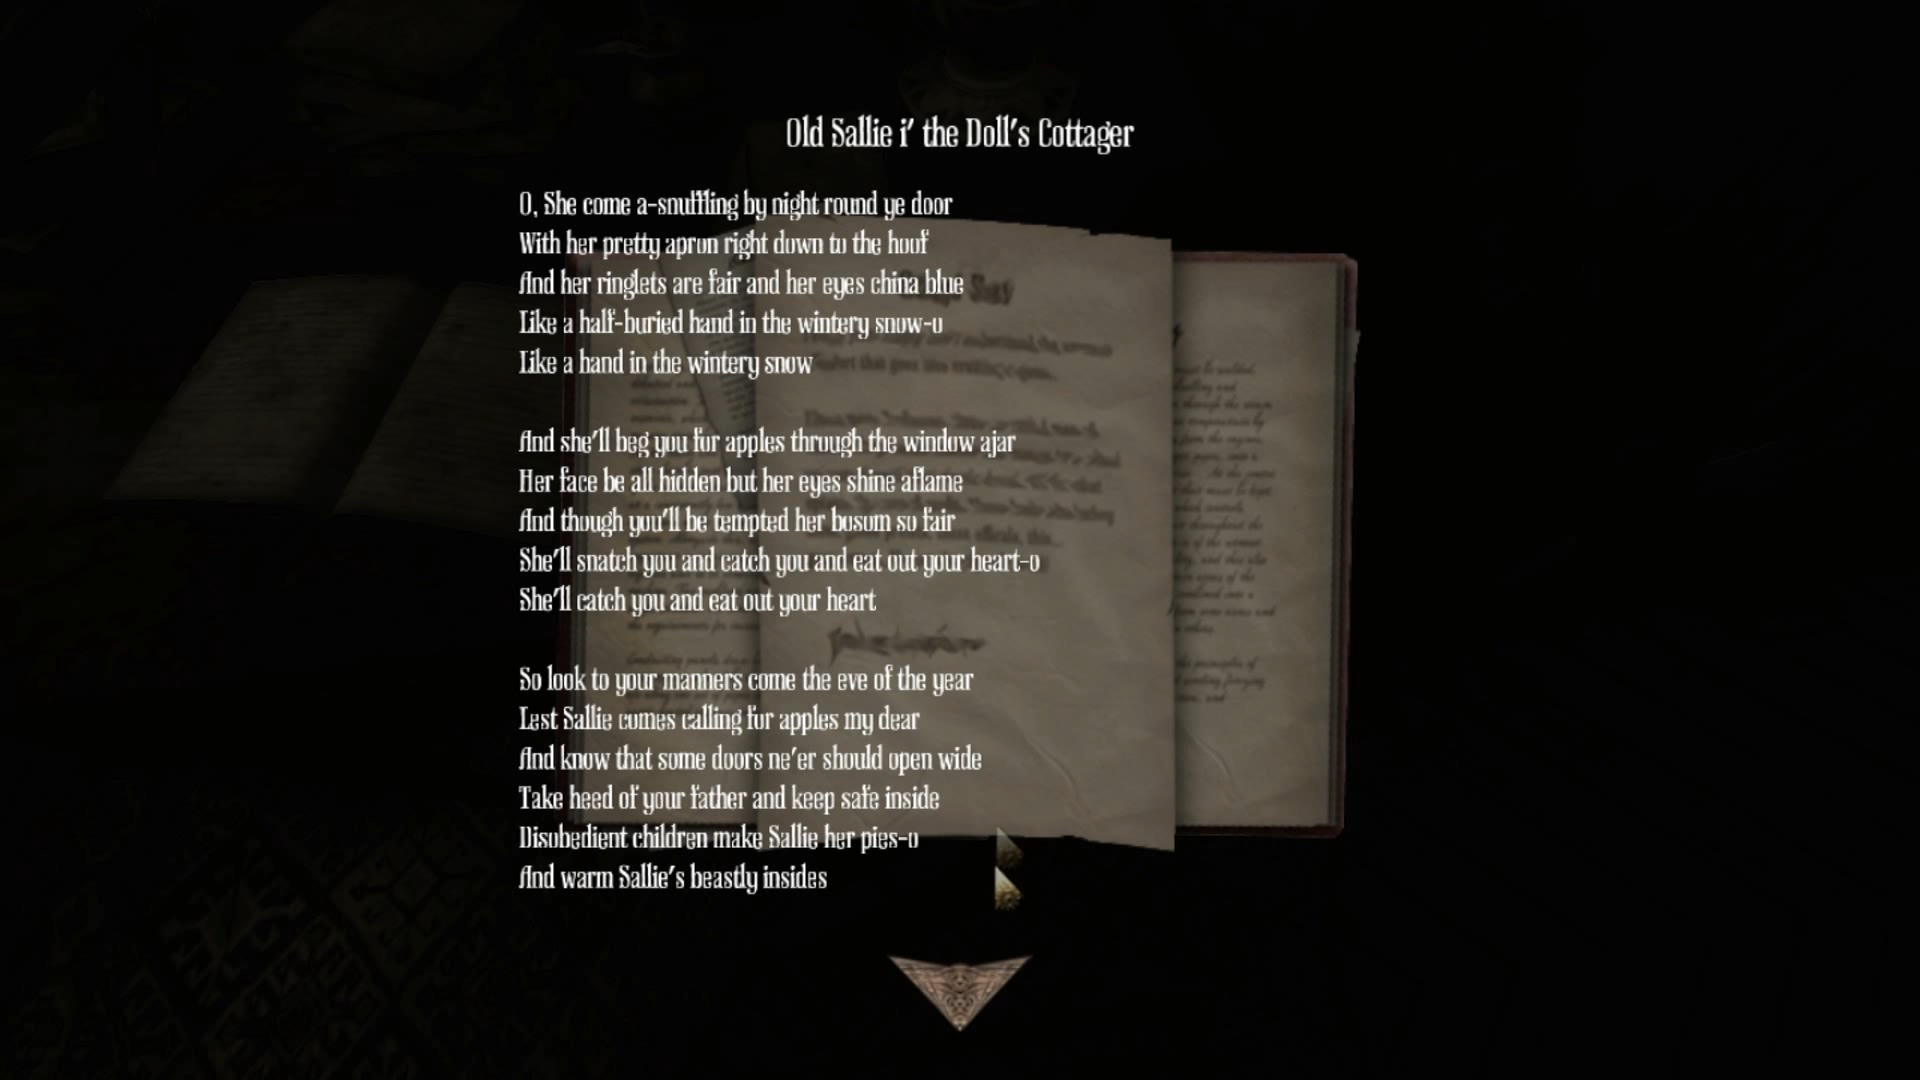 Old Sallie i' the Doll's Cottager
O, She come a-snuffling by night round ye door
With her pretty apron right down to the hoof
And her ringlets are fair and her eyes china blue
Like a half-buried hand in the wintery snow-o
Like a hand in the wintery snow
And she'll beg you for apples through the window ajar
Her face be all hidden but her eyes shine aflame
And though you'll be tempted her bosom so fair
She'll snatch you and catch you and eat out your heart-o
She'll catch you and eat out your heart
So look to your manners come the eve of the year
Lest Sallie comes calling for apples my dear
And know that some doors ne'er should open wide
Take heed of your father and keep safe inside
Disobedient children make Sallie her pies-o
And warm Sallie's beastly insides